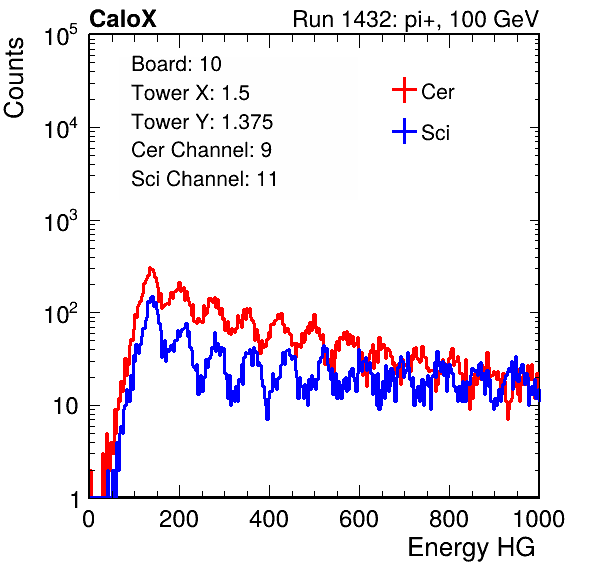 CaloX Run 1432: pi+, 100 GeV
Counts
10^5
10^4
10^3
10^2
10
1
Board: 10
Tower X: 1.5
Tower Y: 1.375
Cer Channel: 9
Sci Channel: 11
Cer
Sci
0 200 400 600 800 1000
Energy HG